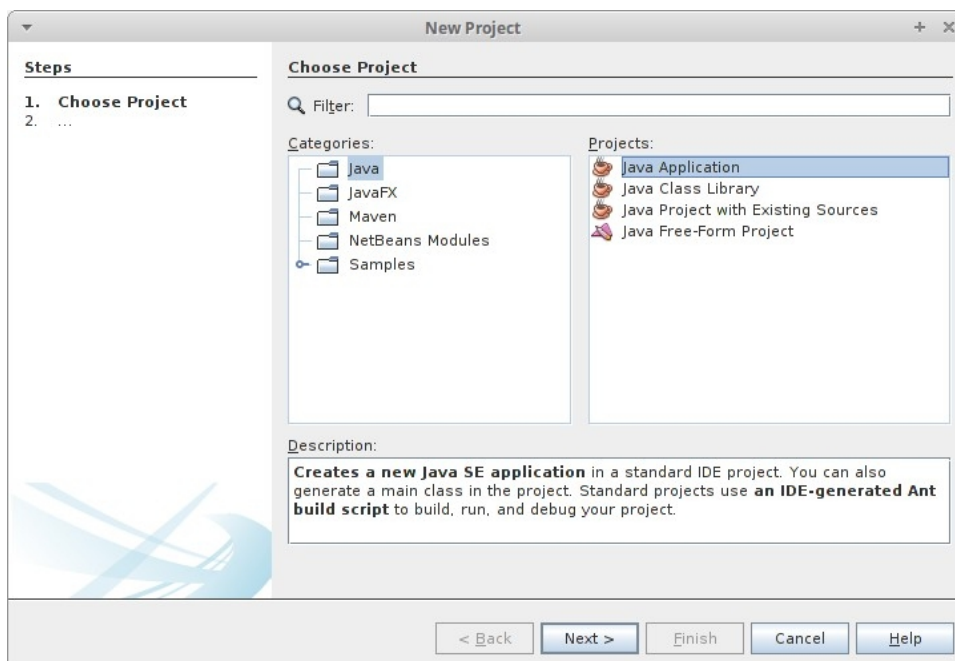 New Project
Steps
1. Choose Project
2. ...
Choose Project
Filter:
Categories:
Java
JavaFX
Maven
NetBeans Modules
Samples
Projects:
Java Application
Java Class Library
Java Project with Existing Sources
Java Free-Form Project
Description:
Creates a new Java SE application in a standard IDE project. You can also
generate a main class in the project. Standard projects use an IDE-generated Ant
build script to build, run, and debug your project.
< Back Next > Finish Cancel Help